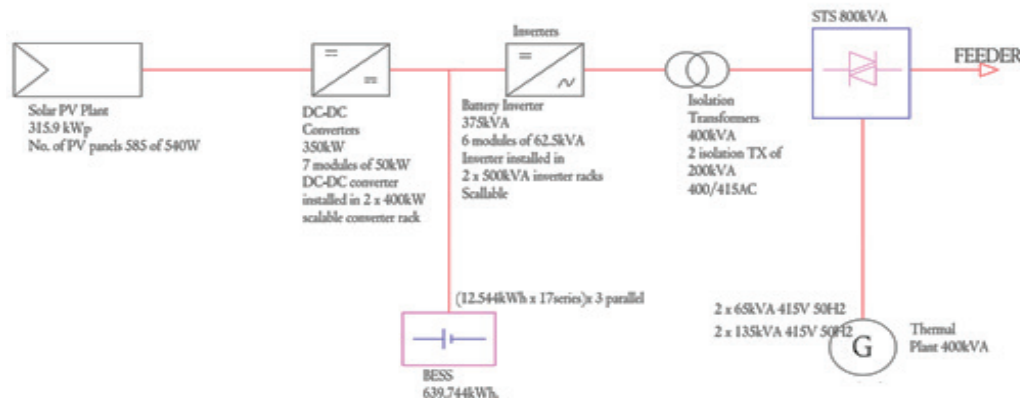 STS 800kVA
Inverters
FEEDER
Solar PV Plant
315.9 kWp
No. of PV panels 585 of 540W
DC-DC
Converters
350kW
7 modules of 50kW
DC-DC converter
installed in 2 x 400kW
scalable converter rack
Battery Inverter
375kVA
6 modules of 62.5kVA
Inverter installed in
2 x 500kVA inverter racks
Scallable
Isolation
Transformers
400kVA
2 isolation TX of
200kVA
400/415AC
(12.544kWh x 17series)x 3 parallel
BESS
639.744kWh.
2 x 65kVA 415V 50H2
2 x 135kVA 415V 50H2
G
Thermal
Plant 400kVA